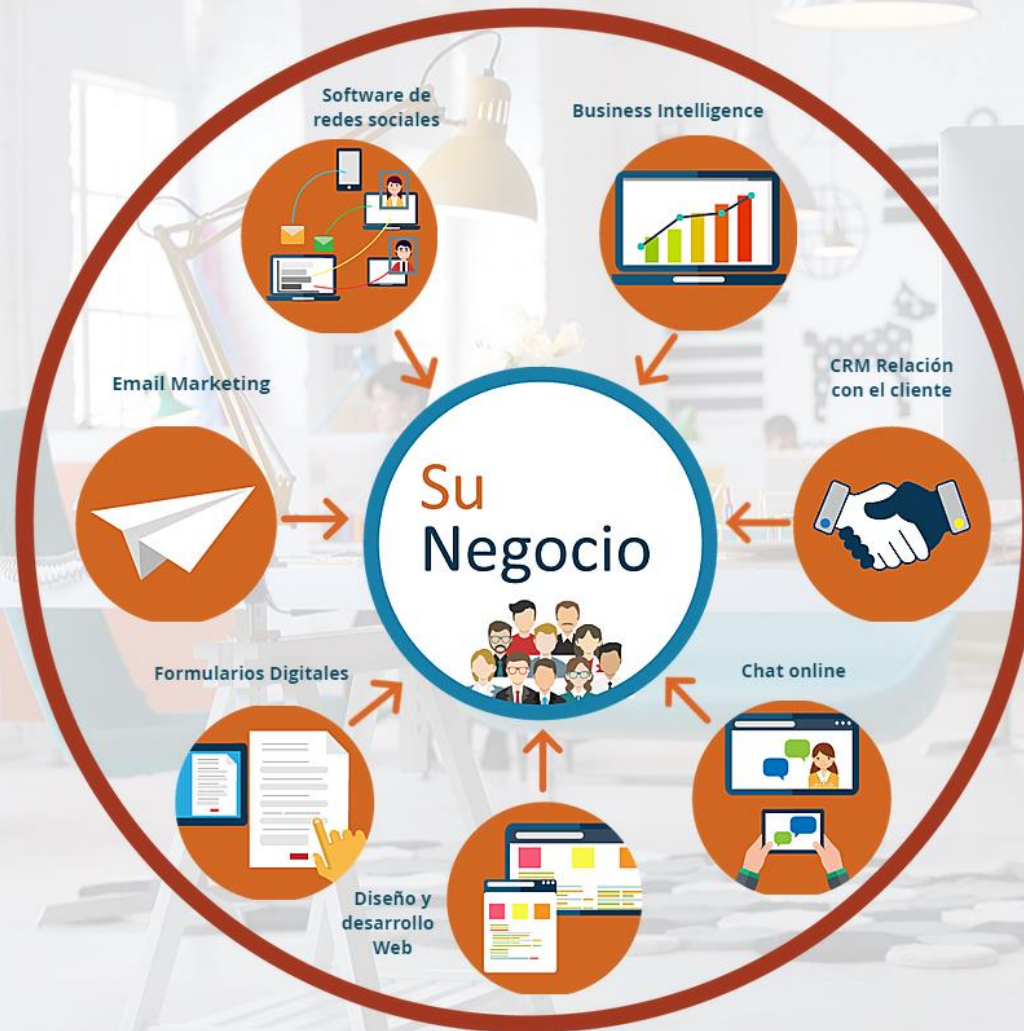 Software de
redes sociales
Business Intelligence
Email Marketing
CRM Relación
con el cliente
Su
Negocio
Formularios Digitales
Chat online
Diseño y
desarrollo
Web